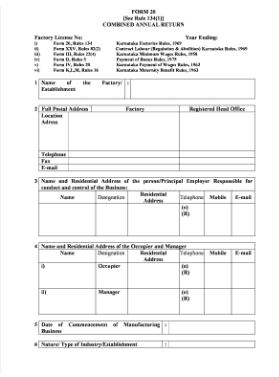 FORM 20
[See Rule 134(1)]
COMBINED ANNUAL RETURN
Factory License No: Year Ending:
i) Form 20, Rules 134 Karnataka Factories Rules, 1969
ii) Form XXV, Rules 82(2) Contract Labour (Regulation & Abolition) Karnataka Rules, 1969
iii) Form III, Rules 22(4) Karnataka Minimum Wages Rules, 1958
iv) Form D, Rules 5 Payment of Bonus Rules, 1975
v) Form IV, Rules 20 Karnataka Payment of Wages Rules, 1963
vi) Form K,L,M, Rules 16 Karnataka Maternity Benefit Rules, 1963
1 Name of the Factory/ :
Establishment
2 Full Postal Address Factory Registered Head Office
Location
Adress
Telephone
Fax
E-mail
3 Name and Residential Address of the person/Principal Employer Responsible for
conduct and control of the Business:
Name Designation Residential Address Telephone Mobile E-mail
(o)
(R)
4 Name and Residential Address of the Occupier and Manager
Name Designation Residential Address Telephone Mobile E-mail
i) Occupier (o)
(R)
ii) Manager (o)
(R)
5 Date of Commencement of Manufacturing :
Business
6 Nature/ Type of Industry/Establishment :